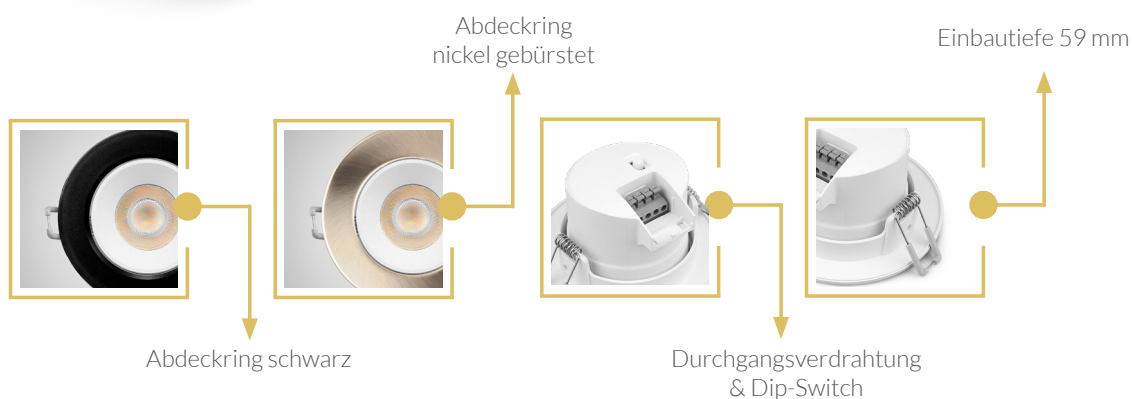 Abdeckring
nickel gebürstet
Einbautiefe 59 mm
Abdeckring schwarz
Durchgangsverdrahtung
& Dip-Switch